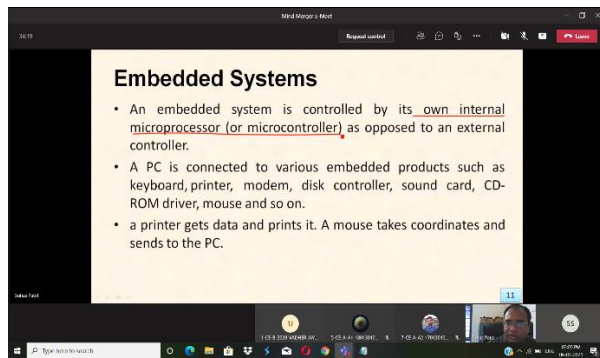 Mind Merger E-Meet
Request control
Leave
Embedded Systems
• An embedded system is controlled by its own internal
microprocessor (or microcontroller) as opposed to an external
controller.
• A PC is connected to various embedded products such as
keyboard, printer, modem, disk controller, sound card, CD-
ROM driver, mouse and so on.
• a printer gets data and prints it. A mouse takes coordinates and
sends to the PC.
11
SS
Type here to search